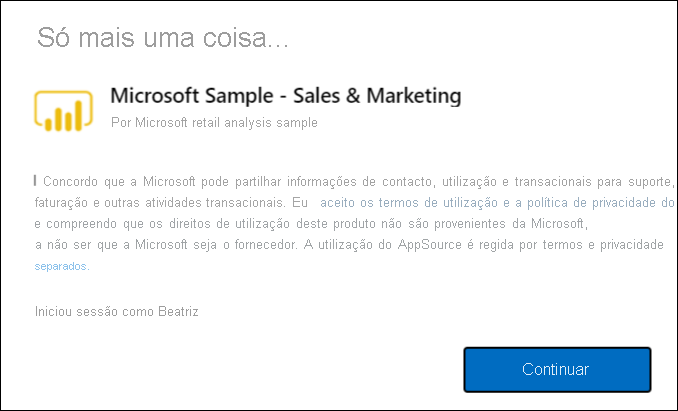 Só mais uma coisa...
Microsoft Sample - Sales & Marketing
Por Microsoft retail analysis sample
I Concordo que a Microsoft pode partilhar informações de contacto, utilização e transacionais para suporte,
faturação e outras atividades transacionais. Eu aceito os termos de utilização e a política de privacidade do
e compreendo que os direitos de utilização deste produto não são provenientes da Microsoft,
a não ser que a Microsoft seja o fornecedor. A utilização do AppSource é regida por termos e privacidade
separados.
Iniciou sessão como Beatriz
Continuar